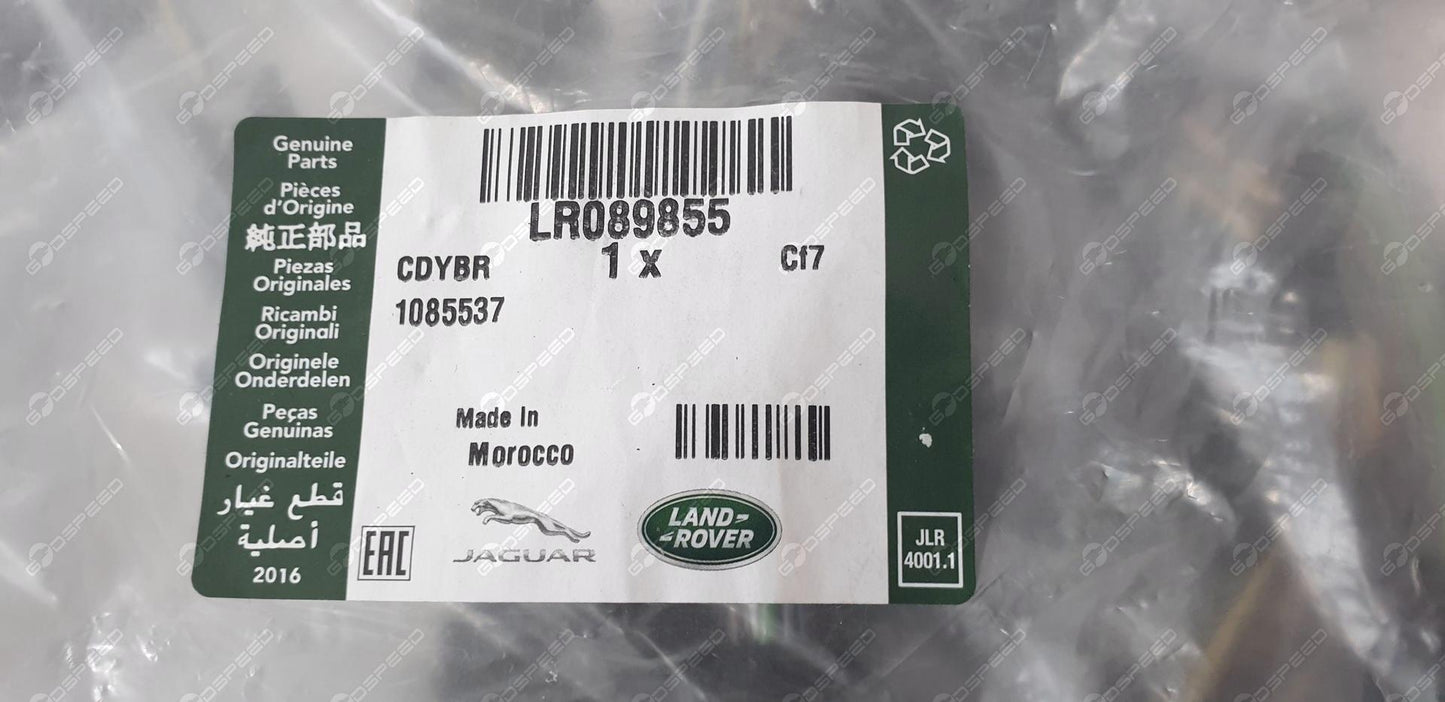 Genuine
Parts
Pièces
d'Origine
純正部品
Piezas
Originales
Ricambi
Originali
Originele
Onderdelen
Peças
Genuinas
Originalteile
قطع غيار
أصلية
2016
LR089855
1 x
CDYBR
Cf7
1085537
Made In
Morocco
EAC
JAGUAR
LAND
ROVER
JLR
4001.1
GODSPEED